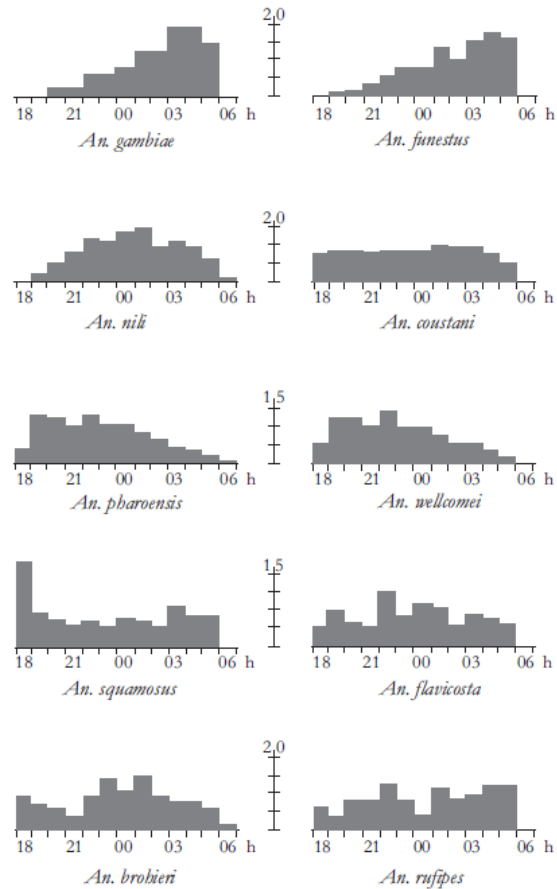 2,0
18 21 00 03 06 h 18 21 00 03 06 h
An. gambiae An. funestus
2,0
18 21 00 03 06 h 18 21 00 03 06 h
An. nili An. coustani
1,5
18 21 00 03 06 h 18 21 00 03 06 h
An. pharoensis An. wellcomei
1,5
18 21 00 03 06 h 18 21 00 03 06 h
An. squamosus An. flavicosta
2,0
18 21 00 03 06 h 18 21 00 03 06 h
An. brohieri An. rufipes